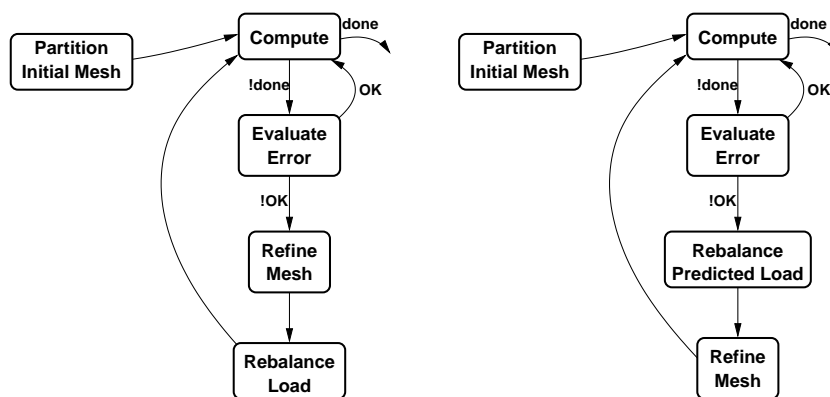 Partition
Initial Mesh
Compute
done
!done
OK
Evaluate
Error
!OK
Refine
Mesh
Rebalance
Load
Partition
Initial Mesh
Compute
done
!done
OK
Evaluate
Error
!OK
Rebalance
Predicted Load
Refine
Mesh